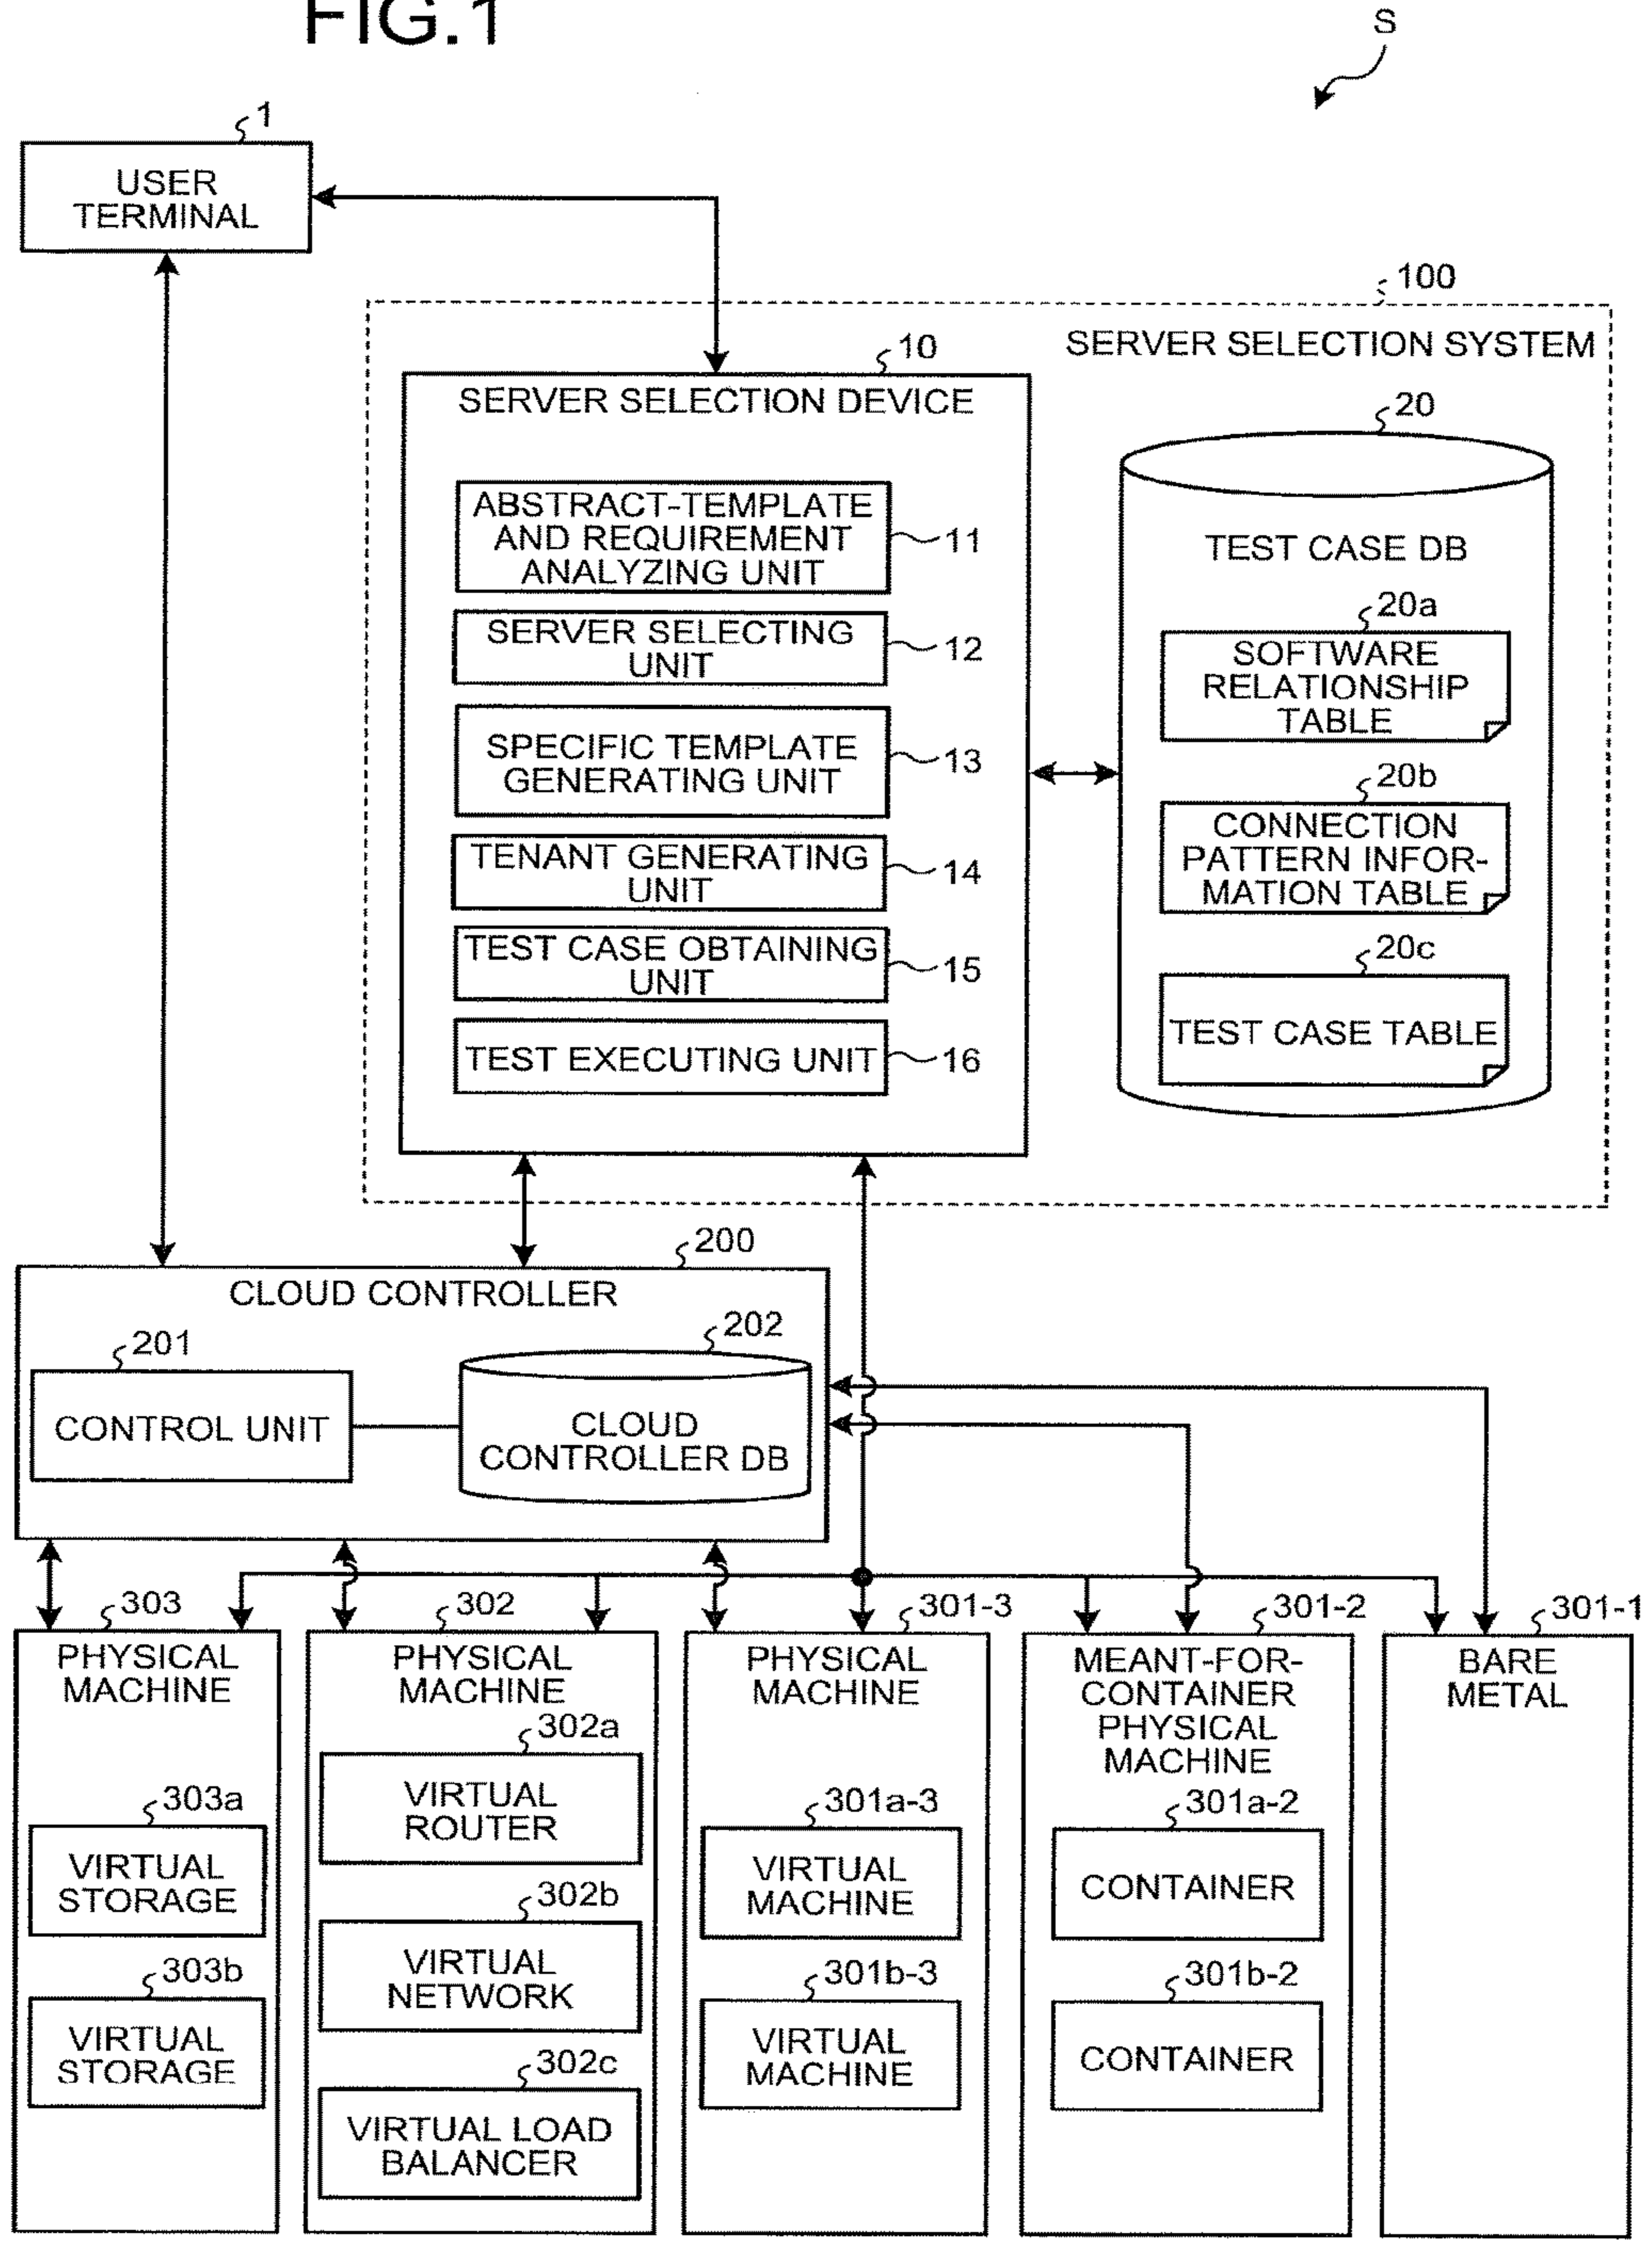 FIG.1
S
1
USER
TERMINAL
100
SERVER SELECTION SYSTEM
10
SERVER SELECTION DEVICE
ABSTRACT-TEMPLATE
AND REQUIREMENT
ANALYZING UNIT
11
SERVER SELECTING
UNIT
12
SPECIFIC TEMPLATE
GENERATING UNIT
13
TENANT GENERATING
UNIT
14
TEST CASE OBTAINING
UNIT
15
TEST EXECUTING UNIT
16
20
TEST CASE DB
20a
SOFTWARE
RELATIONSHIP
TABLE
20b
CONNECTION
PATTERN INFOR-
MATION TABLE
20c
TEST CASE TABLE
200
CLOUD CONTROLLER
201
CONTROL UNIT
202
CLOUD
CONTROLLER DB
303
PHYSICAL
MACHINE
303a
VIRTUAL
STORAGE
303b
VIRTUAL
STORAGE
302
PHYSICAL
MACHINE
302a
VIRTUAL
ROUTER
302b
VIRTUAL
NETWORK
302c
VIRTUAL LOAD
BALANCER
301-3
PHYSICAL
MACHINE
301a-3
VIRTUAL
MACHINE
301b-3
VIRTUAL
MACHINE
301-2
MEANT-FOR-
CONTAINER
PHYSICAL
MACHINE
301a-2
CONTAINER
301b-2
CONTAINER
301-1
BARE
METAL